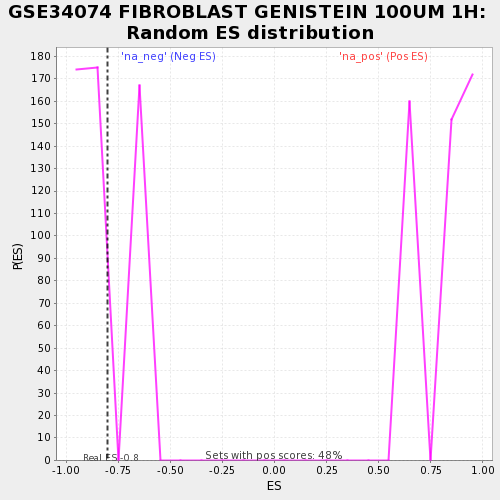 GSE34074 FIBROBLAST GENISTEIN 100UM 1H:
Random ES distribution
'na_neg' (Neg ES)
'na_pos' (Pos ES)
180
170
160
150
140
130
120
110
100
90
80
70
60
50
40
30
20
10
0
P(ES)
Real ES -0.8
Sets with pos scores: 48%
-1.00 -0.75 -0.50 -0.25 0.00 0.25 0.50 0.75 1.00
ES